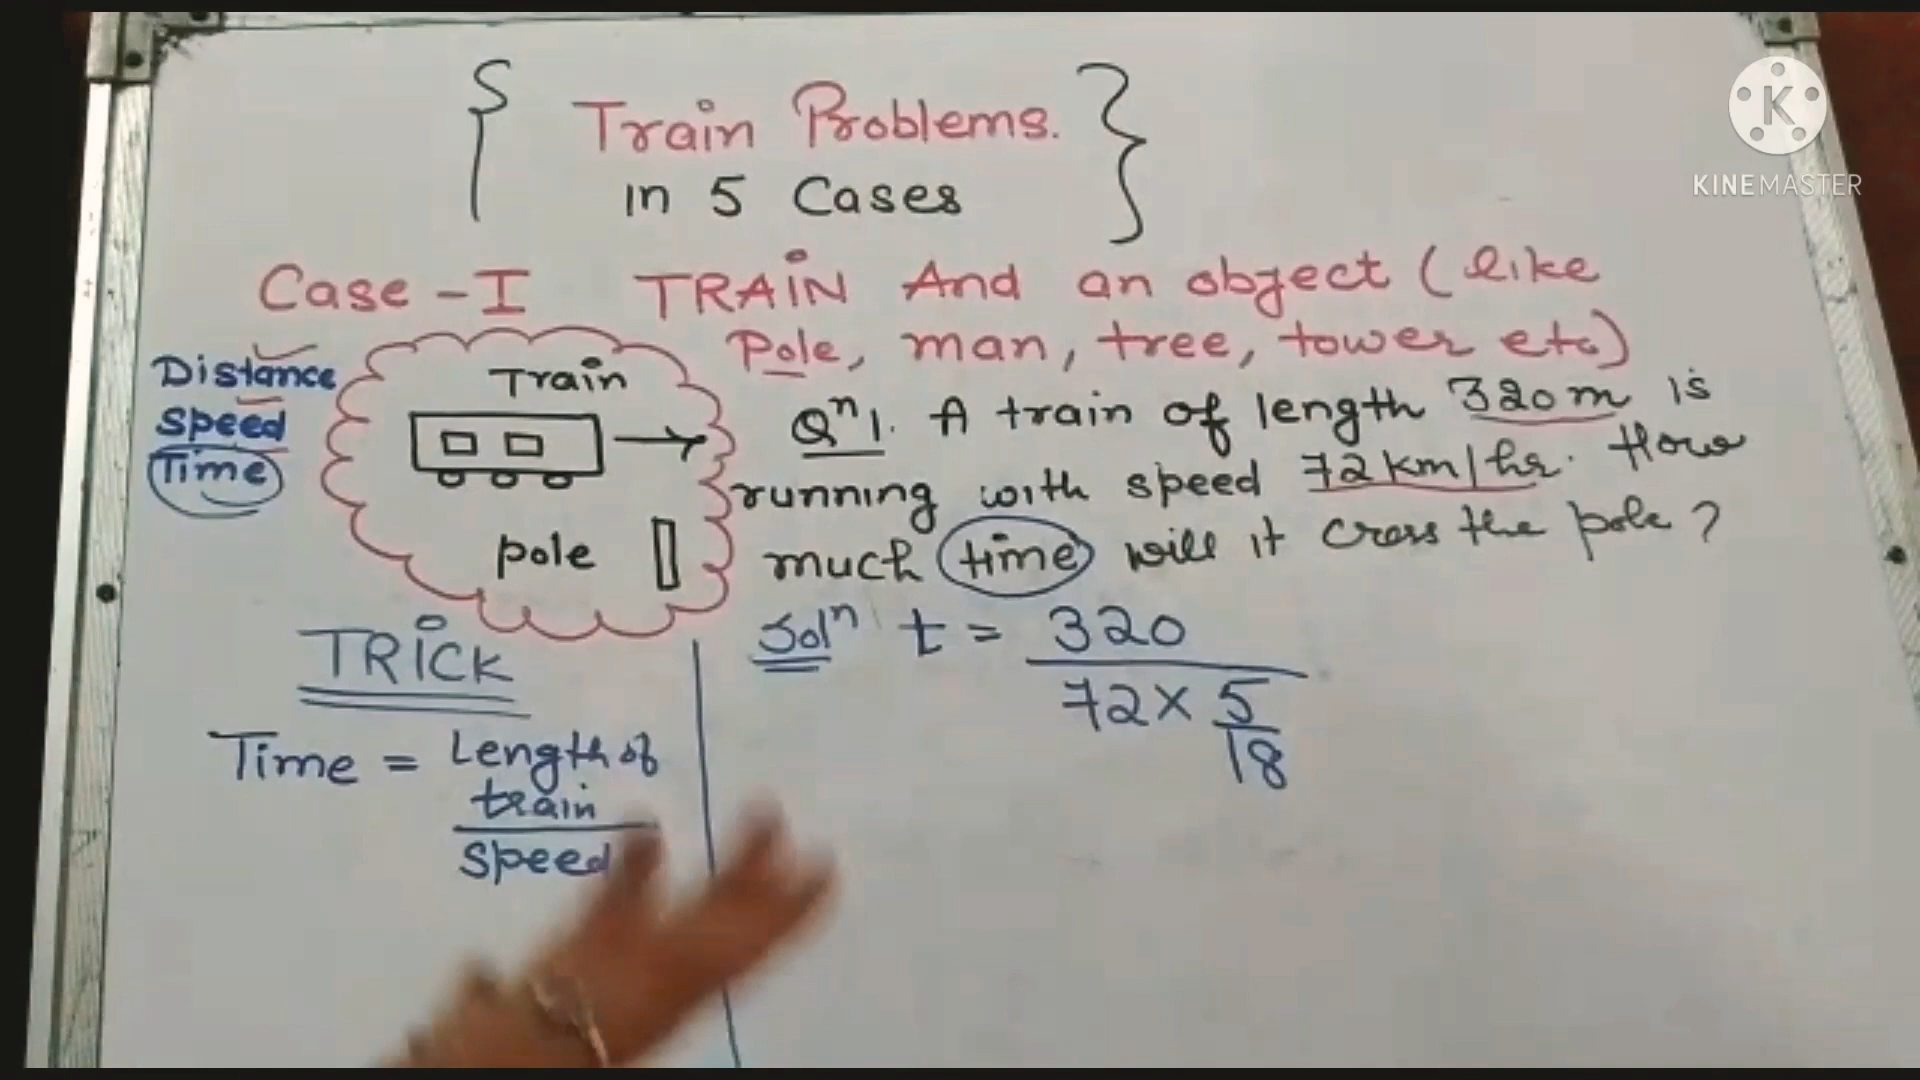 Train Problems.
in 5 Cases
Case - I TRAIN And an object (like
Pole, man, tree, tower etc)
Distance
Speed
Time
Train
pole
Qn1. A train of length 320m is
running with speed 72km/hr. How
much time will it cross the pole?
TRICK
Time = Length of
train
Speed
Soln t = 320
72 x 5
18
K
KINEMASTER